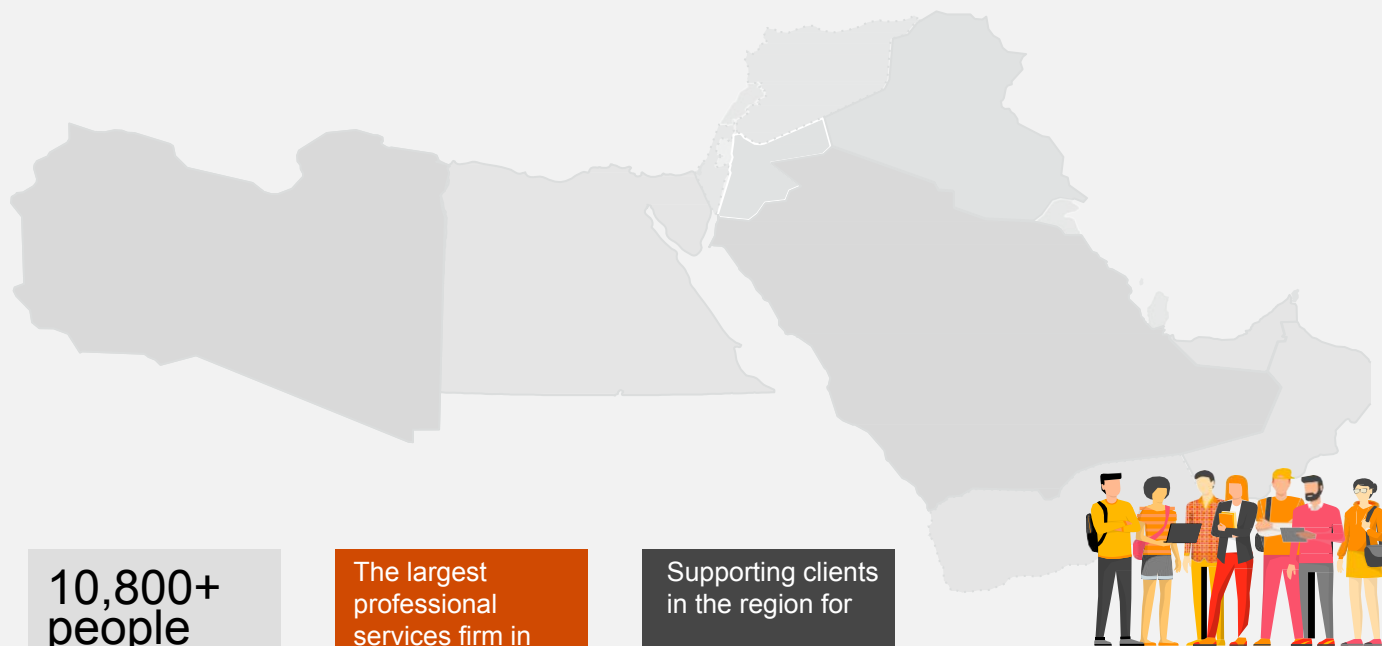 10,800+
people
The largest
professional
services firm in
Supporting clients
in the region for